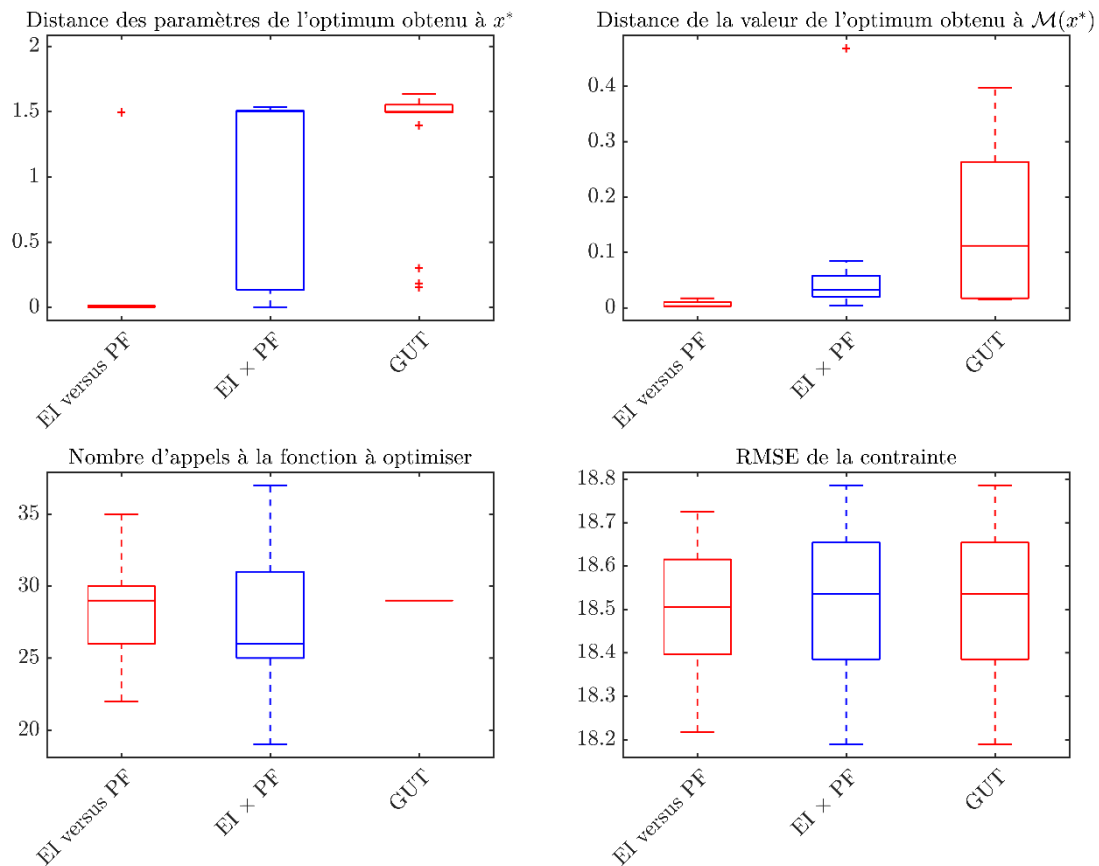 Distance des paramètres de l'optimum obtenu à x*
2
1.5
1
0.5
0
EI versus PF
EI × PF
GUT
Distance de la valeur de l'optimum obtenu à M(x*)
0.4
0.3
0.2
0.1
0
EI versus PF
EI × PF
GUT
Nombre d'appels à la fonction à optimiser
35
30
25
20
EI versus PF
EI × PF
GUT
RMSE de la contrainte
18.8
18.7
18.6
18.5
18.4
18.3
18.2
EI versus PF
EI × PF
GUT